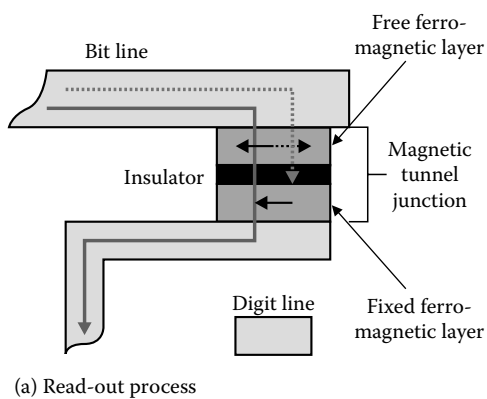 Free ferro-
magnetic layer
Bit line
Insulator
Magnetic
tunnel
junction
Digit line
Fixed ferro-
magnetic layer
(a) Read-out process